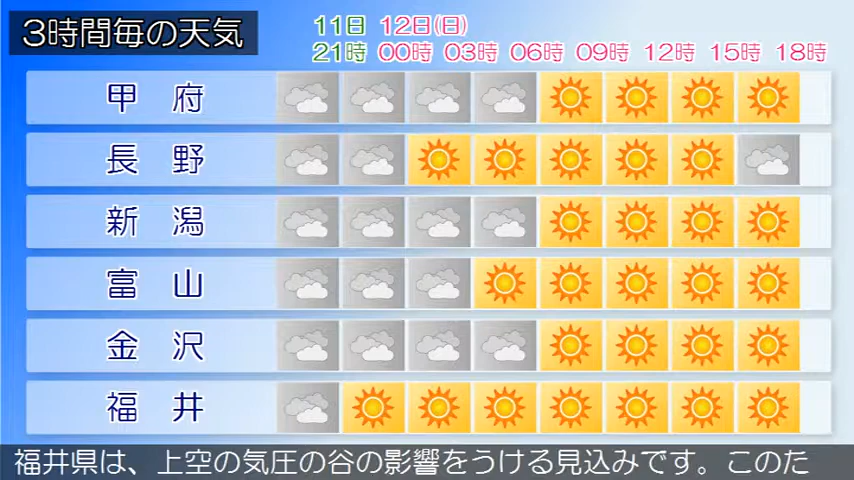 3時間毎の天気
11日 12日(日)
21時 00時 03時 06時 09時 12時 15時 18時
甲府
長野
新潟
富山
金沢
福井
福井県は、上空の気圧の谷の影響をうける見込みです。このた